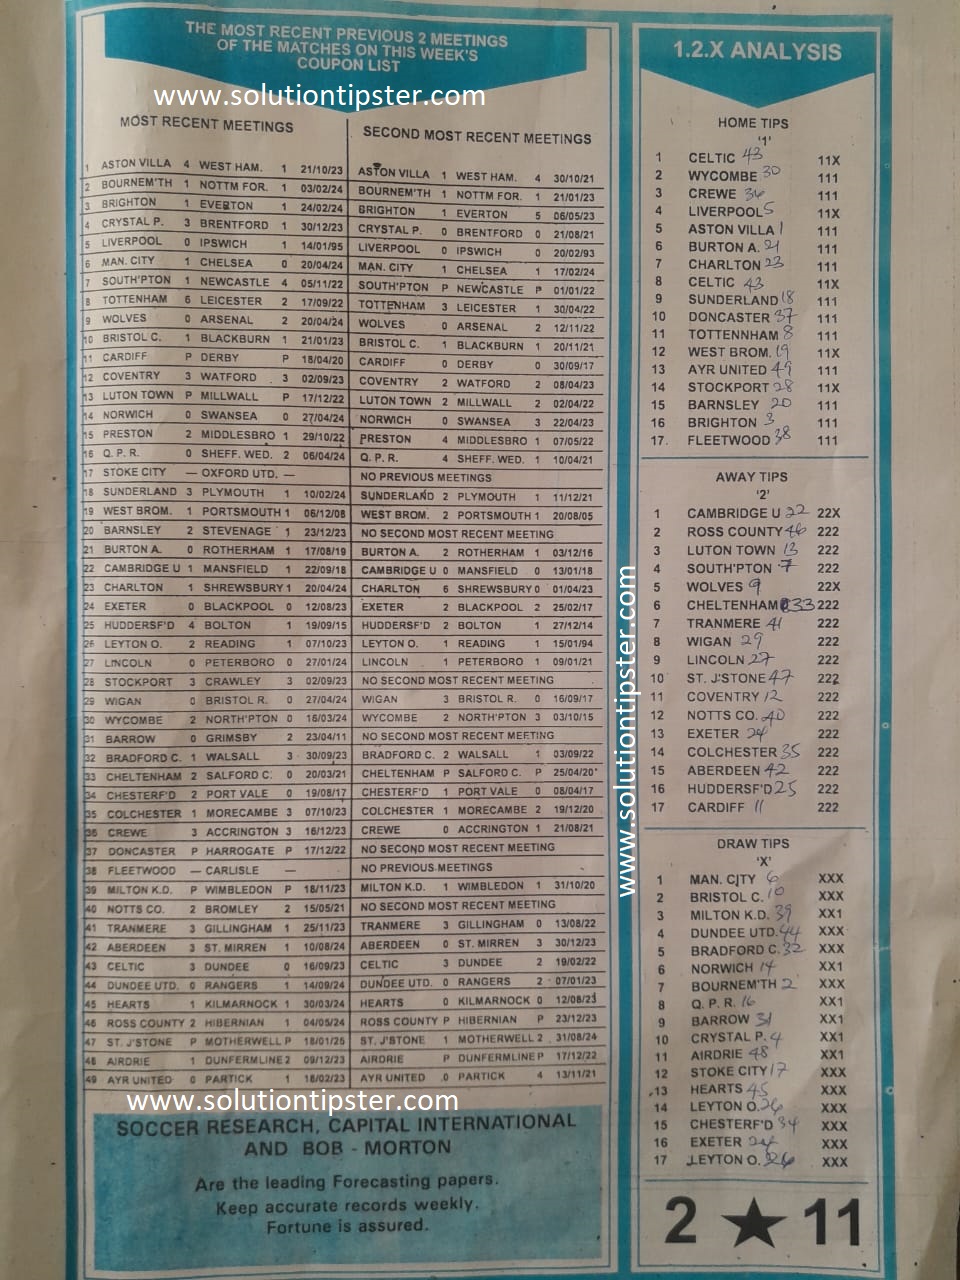 THE MOST RECENT PREVIOUS 2 MEETINGS
OF THE MATCHES ON THIS WEEK'S
COUPON LIST
www.solutiontipster.com
MOST RECENT MEETINGS SECOND MOST RECENT MEETINGS
1 ASTON VILLA 4 WEST HAM. 1 21/10/23 ASTON VILLA 1 WEST HAM. 4 30/10/21
2 BOURNEM'TH 1 NOTTM FOR. 1 03/02/24 BOURNEM'TH 1 NOTTM FOR. 1 21/01/23
3 BRIGHTON 1 EVERTON 1 24/02/24 BRIGHTON 1 EVERTON 5 06/05/23
4 CRYSTAL P. 3 BRENTFORD 1 30/12/23 CRYSTAL P. 0 BRENTFORD 0 21/08/21
5 LIVERPOOL 0 IPSWICH 1 14/01/95 LIVERPOOL 0 IPSWICH 0 20/02/93
6 MAN. CITY 1 CHELSEA 0 20/04/24 MAN. CITY 1 CHELSEA 1 17/02/24
7 SOUTH'PTON 1 NEWCASTLE 4 05/11/22 SOUTH'PTON P NEWCASTLE P 01/01/22
8 TOTTENHAM 6 LEICESTER 2 17/09/22 TOTTENHAM 3 LEICESTER 1 30/04/22
9 WOLVES 0 ARSENAL 2 20/04/24 WOLVES 0 ARSENAL 2 12/11/22
10 BRISTOL C. 1 BLACKBURN 1 21/01/23 BRISTOL C. 1 BLACKBURN 1 20/11/21
11 CARDIFF P DERBY P 18/04/20 CARDIFF 0 DERBY 0 30/09/17
12 COVENTRY 3 WATFORD 3 02/09/23 COVENTRY 2 WATFORD 2 08/04/23
13 LUTON TOWN P MILLWALL P 17/12/22 LUTON TOWN 2 MILLWALL 2 02/04/22
14 NORWICH 0 SWANSEA 0 27/04/24 NORWICH 0 SWANSEA 3 22/04/23
15 PRESTON 2 MIDDLESBRO 1 29/10/22 PRESTON 4 MIDDLESBRO 1 07/05/22
16 Q. P. R. 0 SHEFF. WED. 2 06/04/24 Q. P. R. 4 SHEFF. WED. 1 10/04/21
17 STOKE CITY — OXFORD UTD. — NO PREVIOUS MEETINGS
18 SUNDERLAND 3 PLYMOUTH 1 10/02/24 SUNDERLAND 2 PLYMOUTH 1 11/12/21
19 WEST BROM. 1 PORTSMOUTH 1 06/12/08 WEST BROM. 2 PORTSMOUTH 1 20/08/05
20 BARNSLEY 2 STEVENAGE 1 23/12/23 NO SECOND MOST RECENT MEETING
21 BURTON A. 0 ROTHERHAM 1 17/08/19 BURTON A. 2 ROTHERHAM 1 03/12/16
22 CAMBRIDGE U 1 MANSFIELD 1 22/09/18 CAMBRIDGE U 0 MANSFIELD 0 13/01/18
23 CHARLTON 1 SHREWSBURY 1 20/04/24 CHARLTON 6 SHREWSBURY 0 01/04/23
24 EXETER 0 BLACKPOOL 0 12/08/23 EXETER 2 BLACKPOOL 2 25/02/17
25 HUDDERSF'D 4 BOLTON 1 19/09/15 HUDDERSF'D 2 BOLTON 1 27/12/14
26 LEYTON O. 2 READING 1 07/10/23 LEYTON O. 1 READING 1 15/01/94
27 LINCOLN 0 PETERBORO 0 27/01/24 LINCOLN 1 PETERBORO 1 09/01/21
28 STOCKPORT 3 CRAWLEY 3 02/09/23 NO SECOND MOST RECENT MEETING
29 WIGAN 0 BRISTOL R. 0 27/04/24 WIGAN 3 BRISTOL R. 0 16/09/17
30 WYCOMBE 2 NORTH'PTON 0 16/03/24 WYCOMBE 2 NORTH'PTON 3 03/10/15
31 BARROW 0 GRIMSBY 2 23/04/11 NO SECOND MOST RECENT MEETING
32 BRADFORD C. 1 WALSALL 3 30/09/23 BRADFORD C. 2 WALSALL 1 03/09/22
33 CHELTENHAM 2 SALFORD C. 0 20/03/21 CHELTENHAM P SALFORD C. P 25/04/20
34 CHESTERF'D 2 PORT VALE 0 19/08/17 CHESTERF'D 1 PORT VALE 0 08/04/17
35 COLCHESTER 1 MORECAMBE 3 07/10/23 COLCHESTER 1 MORECAMBE 2 19/12/20
36 CREWE 3 ACCRINGTON 3 16/12/23 CREWE 0 ACCRINGTON 1 21/08/21
37 DONCASTER P HARROGATE P 17/12/22 NO SECOND MOST RECENT MEETING
38 FLEETWOOD — CARLISLE — NO PREVIOUS MEETINGS
39 MILTON K.D. P WIMBLEDON P 18/11/23 MILTON K.D. 1 WIMBLEDON 1 31/10/20
40 NOTTS CO. 2 BROMLEY 2 15/05/21 NO SECOND MOST RECENT MEETING
41 TRANMERE 3 GILLINGHAM 1 25/11/23 TRANMERE 3 GILLINGHAM 0 13/08/22
42 ABERDEEN 3 ST. MIRREN 1 10/08/24 ABERDEEN 0 ST. MIRREN 3 30/12/23
43 CELTIC 3 DUNDEE 0 16/09/23 CELTIC 3 DUNDEE 2 19/02/22
44 DUNDEE UTD. 0 RANGERS 1 14/09/24 DUNDEE UTD. 0 RANGERS 2 07/01/23
45 HEARTS 1 KILMARNOCK 1 30/03/24 HEARTS 0 KILMARNOCK 0 12/08/23
46 ROSS COUNTY 2 HIBERNIAN 1 04/05/24 ROSS COUNTY P HIBERNIAN P 23/12/23
47 ST. J'STONE P MOTHERWELL P 18/01/25 ST. J'STONE 1 MOTHERWELL 2 31/08/24
48 AIRDRIE 1 DUNFERMLINE 2 09/12/23 AIRDRIE P DUNFERMLINE P 17/12/22
49 AYR UNITED 0 PARTICK 1 18/02/23 AYR UNITED 0 PARTICK 4 13/11/21
www.solutiontipster.com
SOCCER RESEARCH, CAPITAL INTERNATIONAL
AND BOB - MORTON
Are the leading Forecasting papers.
Keep accurate records weekly.
Fortune is assured.
www.solutiontipster.com
1.2.X ANALYSIS
HOME TIPS
'1'
1 CELTIC 43 11X
2 WYCOMBE 30 111
3 CREWE 36 111
4 LIVERPOOL 5 11X
5 ASTON VILLA 1 111
6 BURTON A. 21 111
7 CHARLTON 23 111
8 CELTIC 43 11X
9 SUNDERLAND 18 111
10 DONCASTER 37 111
11 TOTTENNHAM 8 111
12 WEST BROM. 19 11X
13 AYR UNITED 49 111
14 STOCKPORT 28 11X
15 BARNSLEY 20 111
16 BRIGHTON 3 111
17. FLEETWOOD 38 111
AWAY TIPS
'2'
1 CAMBRIDGE U 22 22X
2 ROSS COUNTY 46 222
3 LUTON TOWN 13 222
4 SOUTH'PTON 7 222
5 WOLVES 9 22X
6 CHELTENHAM 33 222
7 TRANMERE 41 222
8 WIGAN 29 222
9 LINCOLN 27 222
10 ST. J'STONE 47 222
11 COVENTRY 12 222
12 NOTTS CO. 40 222
13 EXETER 24 222
14 COLCHESTER 35 222
15 ABERDEEN 42 222
16 HUDDERSF'D 25 222
17 CARDIFF 11 222
DRAW TIPS
'X'
1 MAN. CITY 6 XXX
2 BRISTOL C. 10 XXX
3 MILTON K.D. 39 XX1
4 DUNDEE UTD. 44 XXX
5 BRADFORD C. 32 XXX
6 NORWICH 14 XX1
7 BOURNEM'TH 2 XXX
8 Q. P. R. 16 XX1
9 BARROW 31 XXX
10 CRYSTAL P. 4 XX1
11 AIRDRIE 48 XX1
12 STOKE CITY 17 XXX
13 HEARTS 45 XXX
14 LEYTON O. 26 XXX
15 CHESTERF'D 34 XXX
16 EXETER 24 XXX
17 LEYTON O. 26 XXX
2 ★ 11